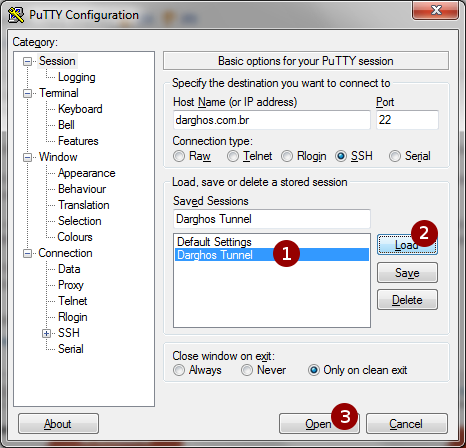 PuTTY Configuration
Category:
Session
Logging
Terminal
Keyboard
Bell
Features
Window
Appearance
Behaviour
Translation
Selection
Colours
Connection
Data
Proxy
Telnet
Rlogin
SSH
Serial
Basic options for your PuTTY session
Specify the destination you want to connect to
Host Name (or IP address) Port
darghos.com.br 22
Connection type:
Raw Telnet Rlogin SSH Serial
Load, save or delete a stored session
Saved Sessions
Darghos Tunnel
Default Settings
Darghos Tunnel 1
2
Load
Save
Delete
Close window on exit:
Always Never Only on clean exit
3
About Open Cancel